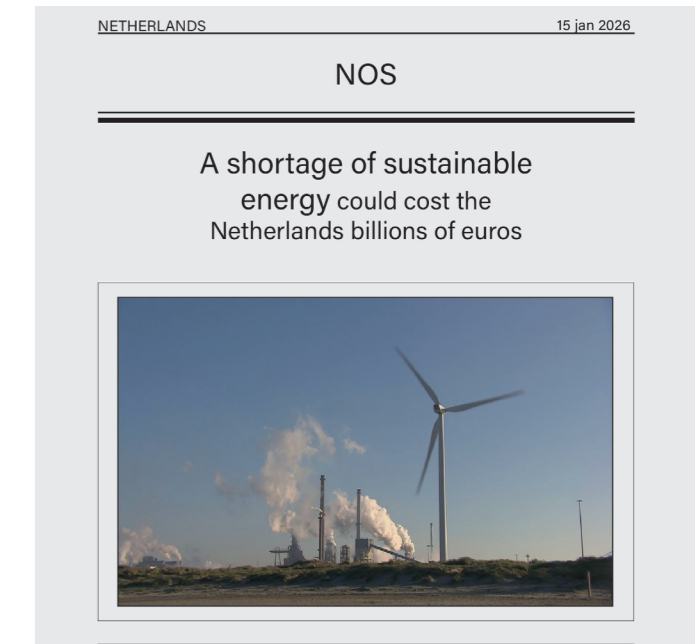 NETHERLANDS
15 jan 2026
NOS
A shortage of sustainable
energy could cost the
Netherlands billions of euros